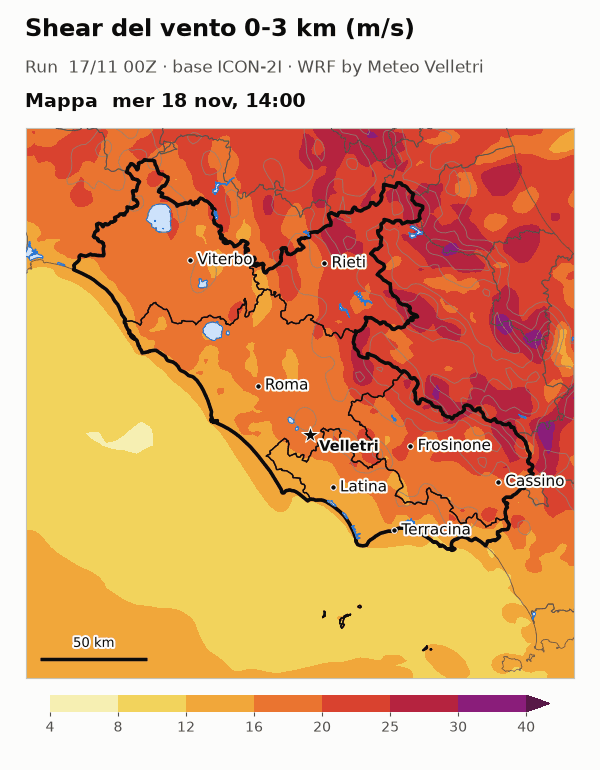 Shear del vento 0-3 km (m/s)
Run  17/11 00Z · base ICON-2I · WRF by Meteo Velletri
Mappa  mer 18 nov, 14:00
Viterbo
Rieti
Roma
Velletri
Frosinone
Latina
Cassino
Terracina
50 km
4 8 12 16 20 25 30 40